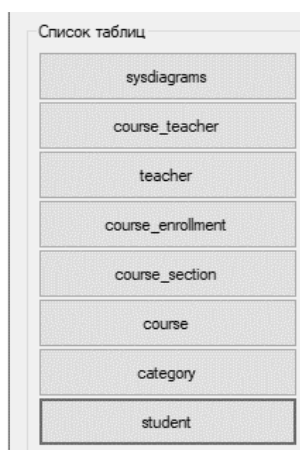 Список таблиц
sysdiagrams
course_teacher
teacher
course_enrollment
course_section
course
category
student